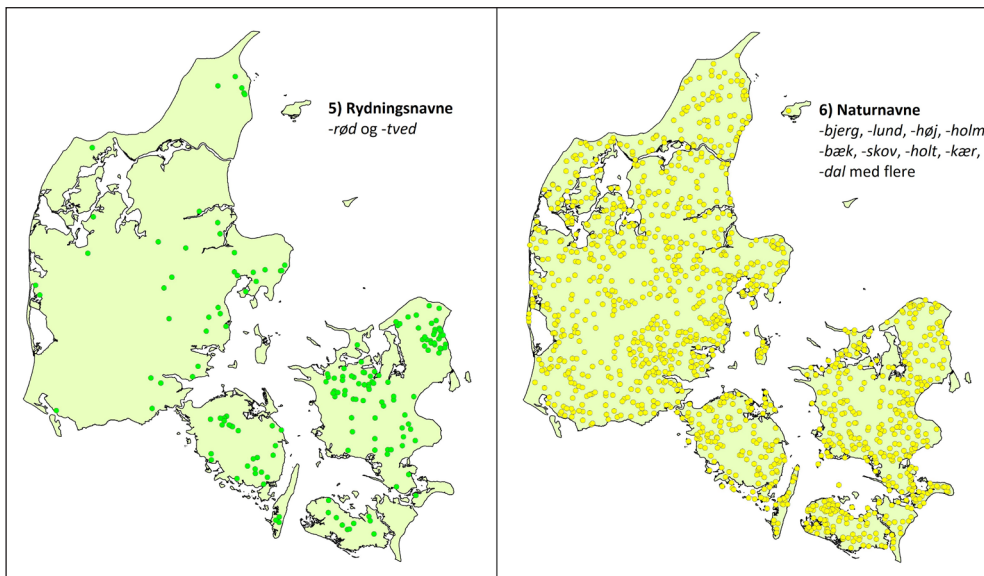 5) Rydningsnavne
-rød og -tved
6) Naturnavne
-bjerg, -lund, -høj, -holm
-bæk, -skov, -holt, -kær,
-dal med flere